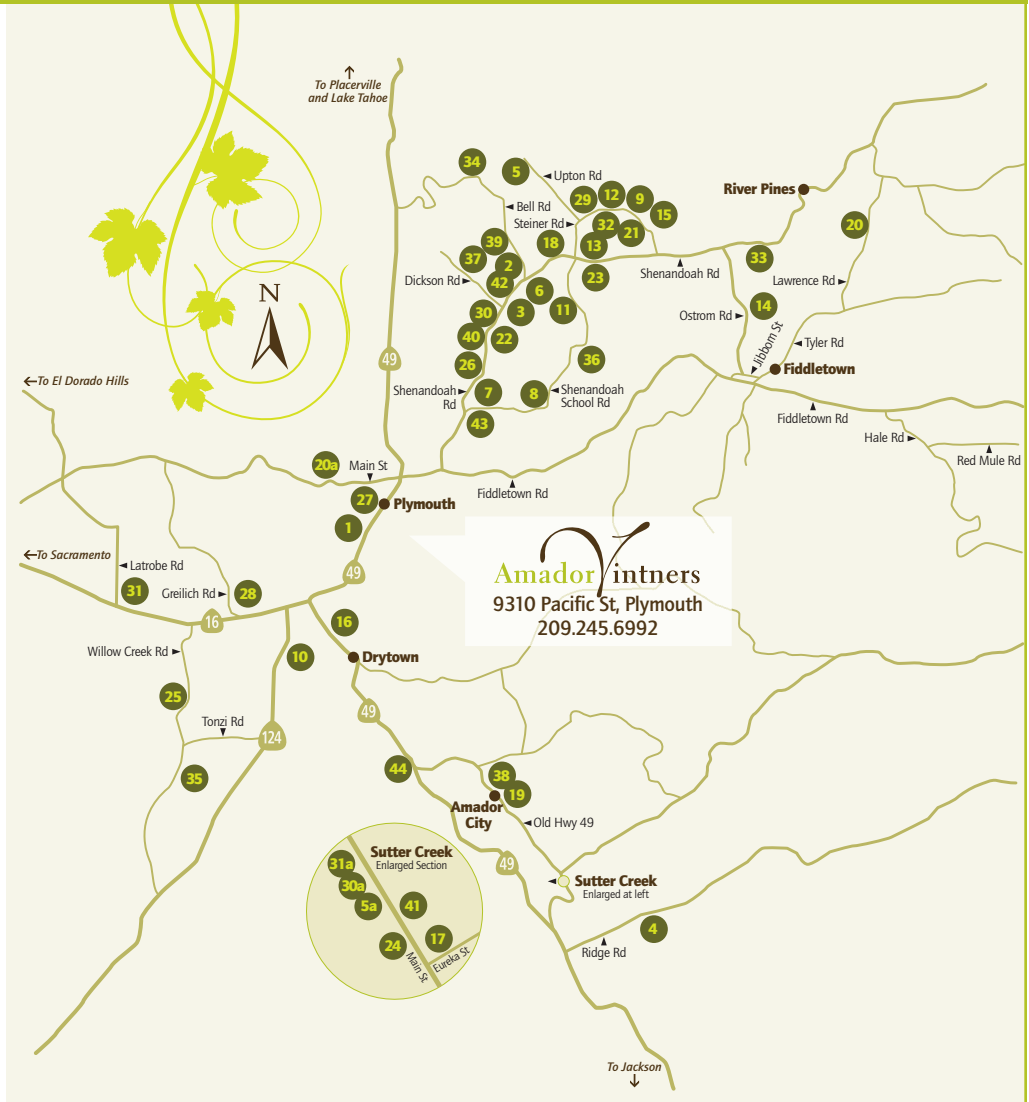 ↑
To Placerville
and Lake Tahoe
34
5
Upton Rd
29
12
9
15
River Pines
Bell Rd
Steiner Rd
32
21
20
39
18
13
37
2
Shenandoah Rd
33
Dickson Rd
42
6
23
Lawrence Rd
N
30
3
11
Ostrom Rd
14
40
22
Jibbom St
Tyler Rd
49
26
36
Fiddletown
←To El Dorado Hills
Shenandoah
Rd
7
8
Shenandoah
School Rd
43
Fiddletown Rd
Hale Rd
Red Mule Rd
20a
Main St
Fiddletown Rd
27
Plymouth
1
Amador Vintners
9310 Pacific St, Plymouth
209.245.6992
←To Sacramento
Latrobe Rd
49
31
Greilich Rd
28
16
16
Willow Creek Rd
10
Drytown
25
49
Tonzi Rd
124
35
44
38
19
Amador
City
Old Hwy 49
Sutter Creek
Enlarged Section
31a
30a
5a
41
24
17
Main St
Eureka St
49
Sutter Creek
Enlarged at left
4
Ridge Rd
To Jackson
↓